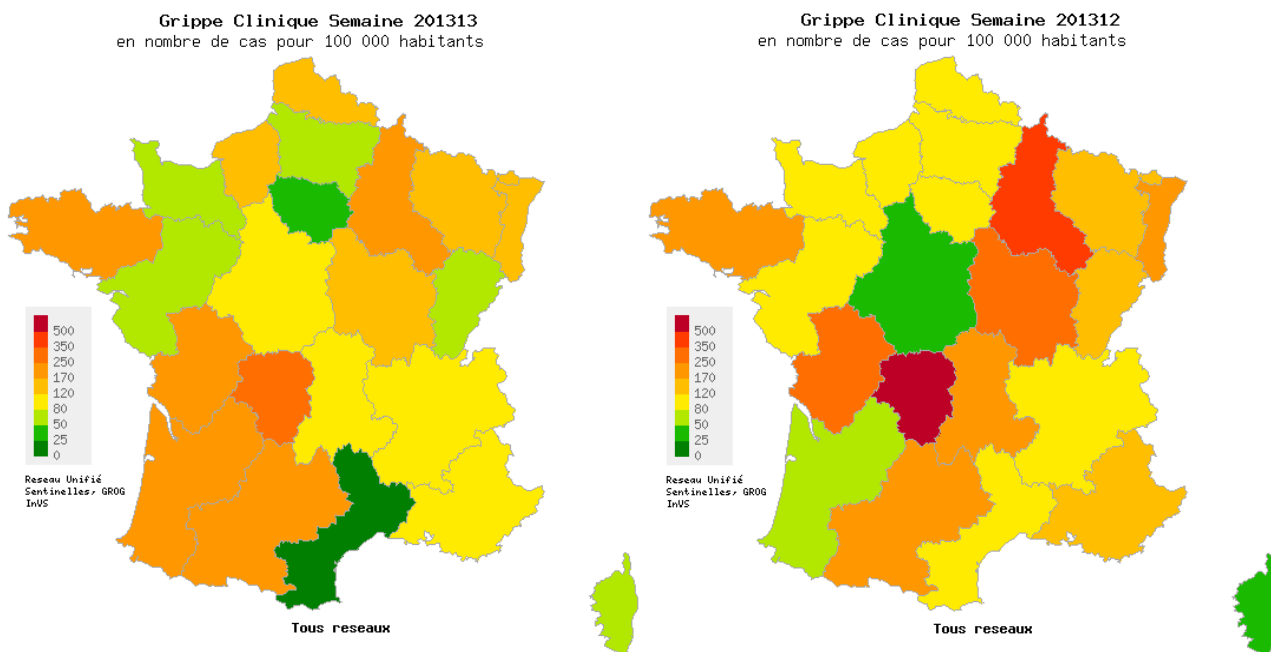 Grippe Clinique Semaine 201313
en nombre de cas pour 100 000 habitants
500
350
250
170
120
80
50
25
0
Reseau Unifié
Sentinelles, GROG
InVS
Tous reseaux
Grippe Clinique Semaine 201312
en nombre de cas pour 100 000 habitants
500
350
250
170
120
80
50
25
0
Reseau Unifié
Sentinelles, GROG
InVS
Tous reseaux